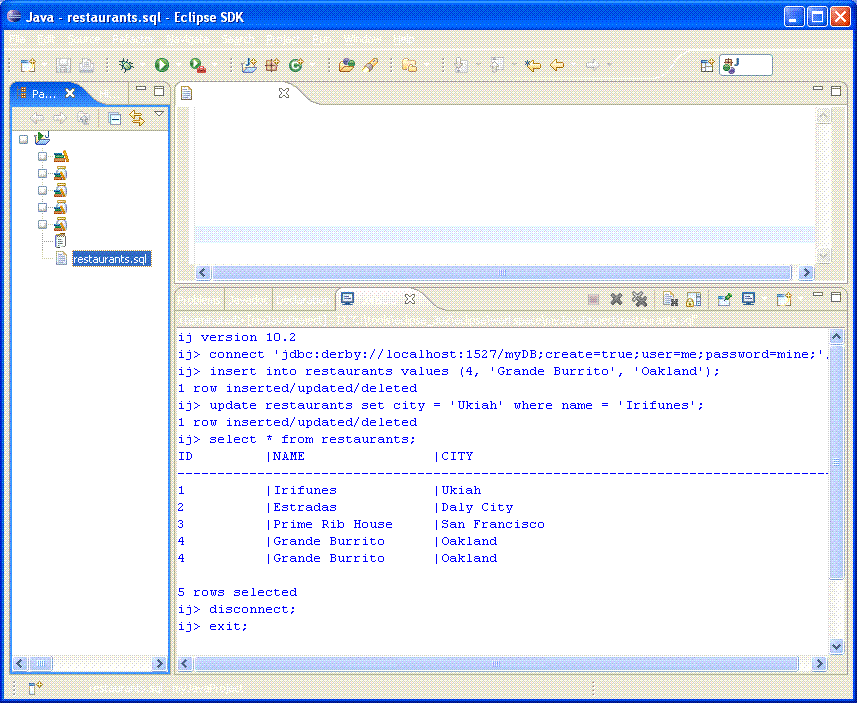 Java - restaurants.sql - Eclipse SDK
Pa...
J
restaurants.sql
ij version 10.2
ij> connect 'jdbc:derby://localhost:1527/myDB;create=true;user=me;password=mine;'.
ij> insert into restaurants values (4, 'Grande Burrito', 'Oakland');
1 row inserted/updated/deleted
ij> update restaurants set city = 'Ukiah' where name = 'Irifunes';
1 row inserted/updated/deleted
ij> select * from restaurants;
ID |NAME |CITY
--------------------------------------------------------------------------------
1 |Irifunes |Ukiah
2 |Estradas |Daly City
3 |Prime Rib House |San Francisco
4 |Grande Burrito |Oakland
4 |Grande Burrito |Oakland
5 rows selected
ij> disconnect;
ij> exit;